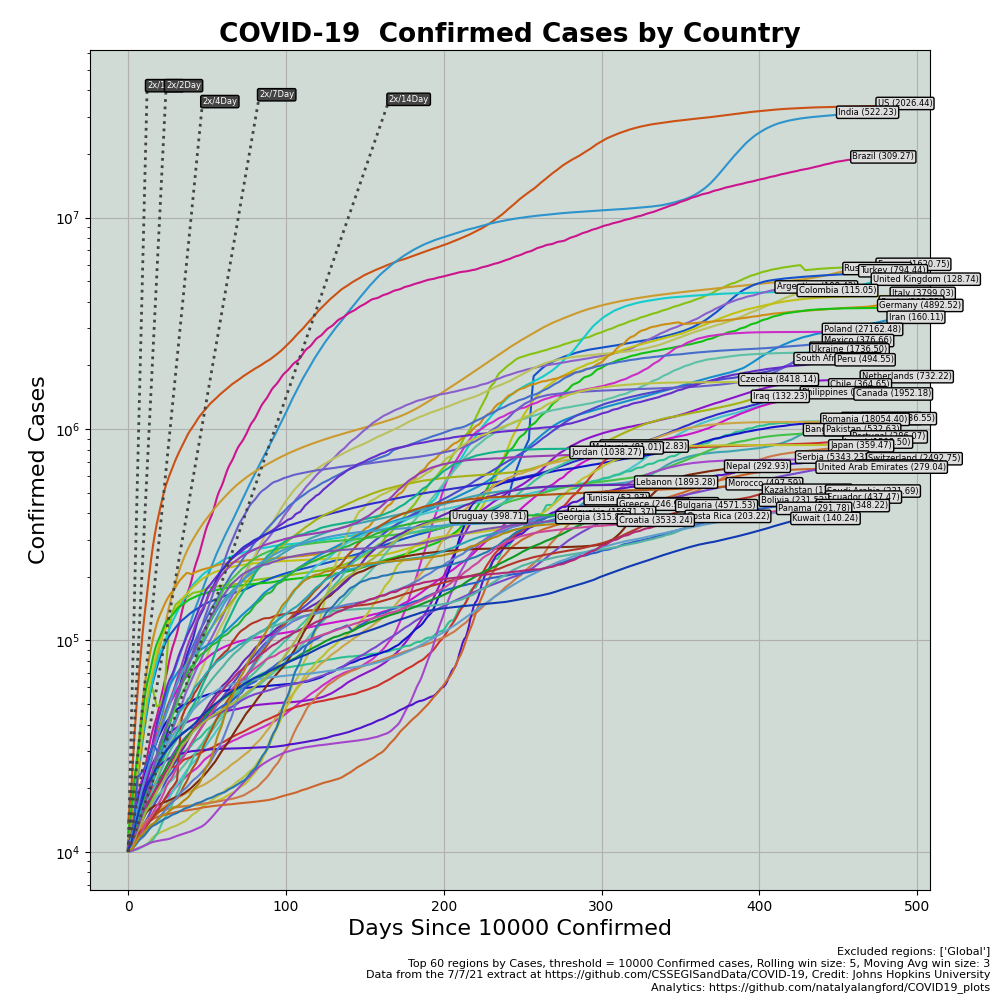 COVID-19 Confirmed Cases by Country
2x/2Day
2x/4Day
2x/7Day
2x/14Day
US (2026.44)
India (522.23)
Brazil (309.27)
Turkey (794.44)
United Kingdom (128.74)
Colombia (115.05)
Italy (3799.03)
Germany (4892.52)
Iran (160.11)
Poland (27162.48)
Mexico (376.66)
Ukraine (1736.50)
Peru (494.55)
Netherlands (732.22)
Czechia (8418.14)
Chile (364.65)
Canada (1952.18)
Iraq (132.23)
Romania (18054.40)
Pakistan (532.63)
Japan (359.47)
Jordan (1038.27)
Serbia (5343.23)
Switzerland (2492.75)
Nepal (292.93)
United Arab Emirates (279.04)
Lebanon (1893.28)
Morocco (497.59)
Ecuador (437.47)
Bulgaria (4571.53)
Panama (291.78)
Uruguay (398.71)
Croatia (3533.24)
Kuwait (140.24)
Confirmed Cases
10⁷
10⁶
10⁵
10⁴
0 100 200 300 400 500
Days Since 10000 Confirmed
Excluded regions: ['Global']
Top 60 regions by Cases, threshold = 10000 Confirmed cases, Rolling win size: 5, Moving Avg win size: 3
Data from the 7/7/21 extract at https://github.com/CSSEGISandData/COVID-19, Credit: Johns Hopkins University
Analytics: https://github.com/natalyalangford/COVID19_plots